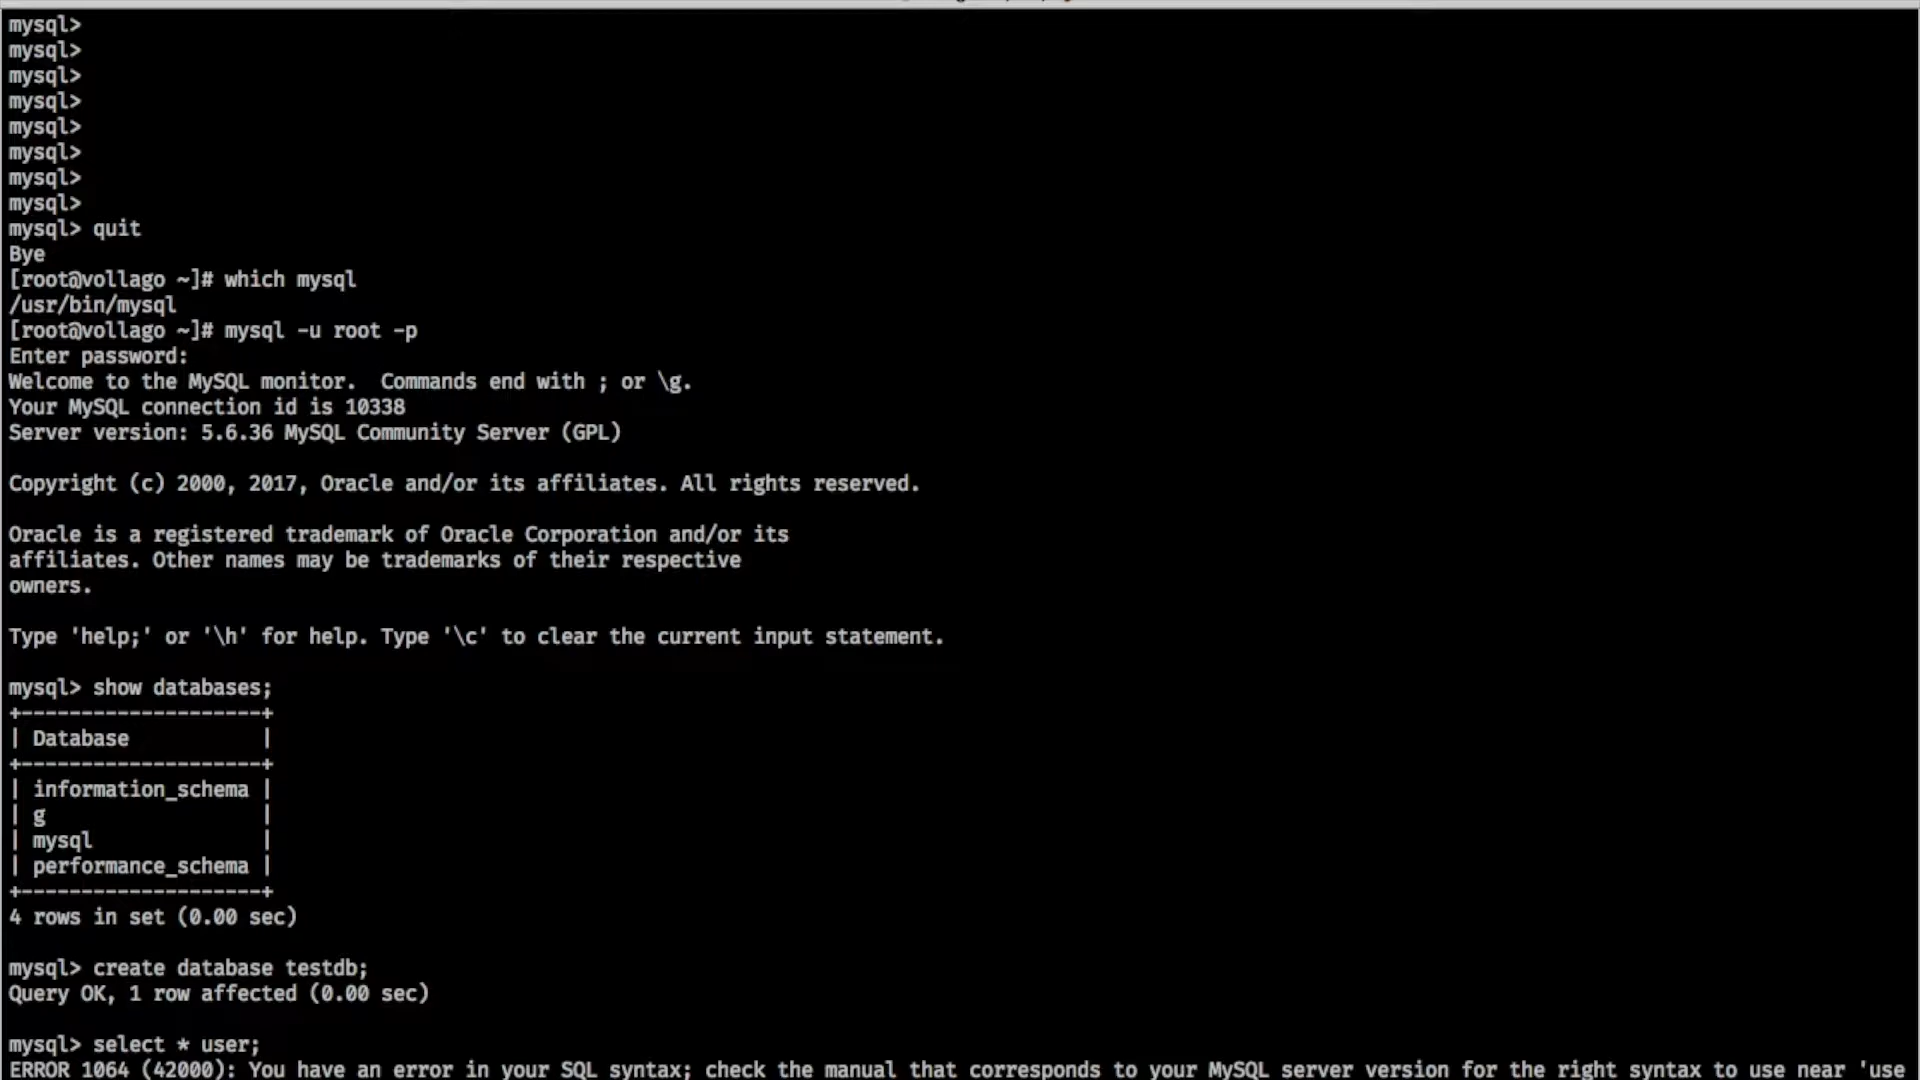 mysql>
mysql>
mysql>
mysql>
mysql>
mysql>
mysql>
mysql>
mysql> quit
Bye
[root@vollago ~]# which mysql
/usr/bin/mysql
[root@vollago ~]# mysql -u root -p
Enter password:
Welcome to the MySQL monitor.  Commands end with ; or \g.
Your MySQL connection id is 10338
Server version: 5.6.36 MySQL Community Server (GPL)

Copyright (c) 2000, 2017, Oracle and/or its affiliates. All rights reserved.

Oracle is a registered trademark of Oracle Corporation and/or its
affiliates. Other names may be trademarks of their respective
owners.

Type 'help;' or '\h' for help. Type '\c' to clear the current input statement.

mysql> show databases;
+--------------------+
| Database           |
+--------------------+
| information_schema |
| g                  |
| mysql              |
| performance_schema |
+--------------------+
4 rows in set (0.00 sec)

mysql> create database testdb;
Query OK, 1 row affected (0.00 sec)

mysql> select * user;
ERROR 1064 (42000): You have an error in your SQL syntax; check the manual that corresponds to your MySQL server version for the right syntax to use near 'use